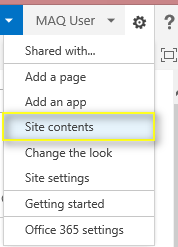 MAQ User
?
Shared with...
Add a page
Add an app
Site contents
Change the look
Site settings
Getting started
Office 365 settings